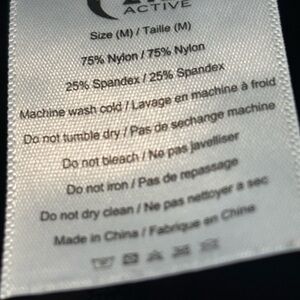 ACTIVE
Size (M) / Taille (M)
75% Nylon / 75% Nylon
25% Spandex / 25% Spandex
Machine wash cold / Lavage en machine à froid
Do not tumble dry / Pas de sechange machine
Do not bleach / Ne pas javelliser
Do not iron / Pas de repassage
Do not dry clean / Ne pas nettoyer a sec
Made in China / Fabrique en Chine